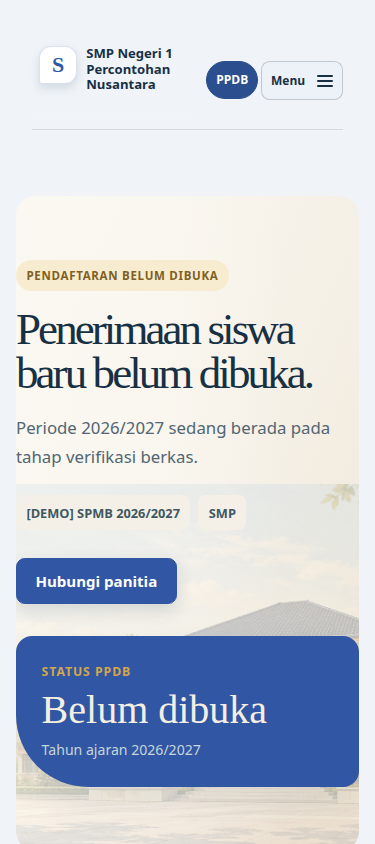 S
SMP Negeri 1
Percontohan
Nusantara
PPDB
Menu
PENDAFTARAN BELUM DIBUKA
Penerimaan siswa
baru belum dibuka.
Periode 2026/2027 sedang berada pada
tahap verifikasi berkas.
[DEMO] SPMB 2026/2027
SMP
Hubungi panitia
STATUS PPDB
Belum dibuka
Tahun ajaran 2026/2027